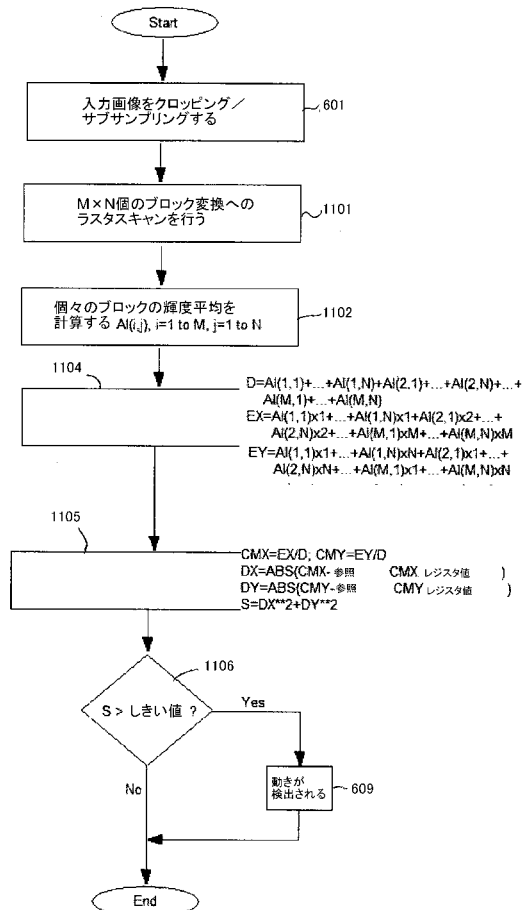 Start
入力画像をクロッピング／
サブサンプリングする
601
M×N個のブロック変換への
ラスタスキャンを行う
1101
個々のブロックの輝度平均を
計算する AI(i,j), i=1 to M, j=1 to N
1102
1104
D=AI(1,1)+...+AI(1,N)+AI(2,1)+...+AI(2,N)+...+
AI(M,1)+...+AI(M,N)
EX=AI(1,1)x1+...+AI(1,N)x1+AI(2,1)x2+...+
AI(2,N)x2+...+AI(M,1)xM+...+AI(M,N)xM
EY=AI(1,1)x1+...+AI(1,N)xN+AI(2,1)x1+...+
AI(2,N)xN+...+AI(M,1)x1+...+AI(M,N)xN
1105
CMX=EX/D; CMY=EY/D
DX=ABS(CMX- 参照 CMX レジスタ値 )
DY=ABS(CMY-参照 CMY レジスタ値 )
S=DX**2+DY**2
1106
S > しきい値 ?
Yes
No
動きが
検出される
609
End